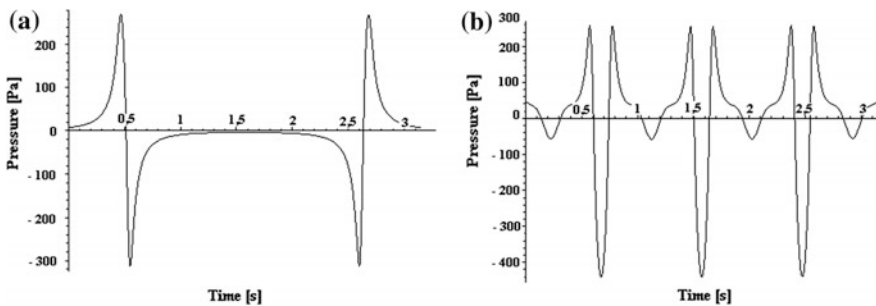 (a)
Pressure [Pa]
200
100
0
- 100
- 200
- 300
0.5 1 1,5 2 2,5 3
Time [s]
(b)
Pressure [Pa]
300
200
100
0
- 100
- 200
- 300
- 400
0,5 1 1,5 2 2,5 3
Time [s]